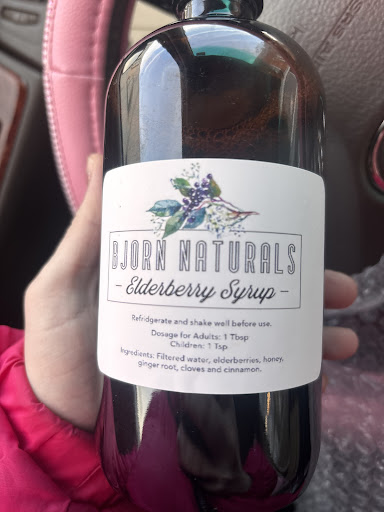 BJORN NATURALS
- Elderberry Syrup -
Refridgerate and shake well before use.
Dosage for Adults: 1 Tbsp
Children: 1 Tsp
Ingredients: Filtered water, elderberries, honey,
ginger root, cloves and cinnamon.